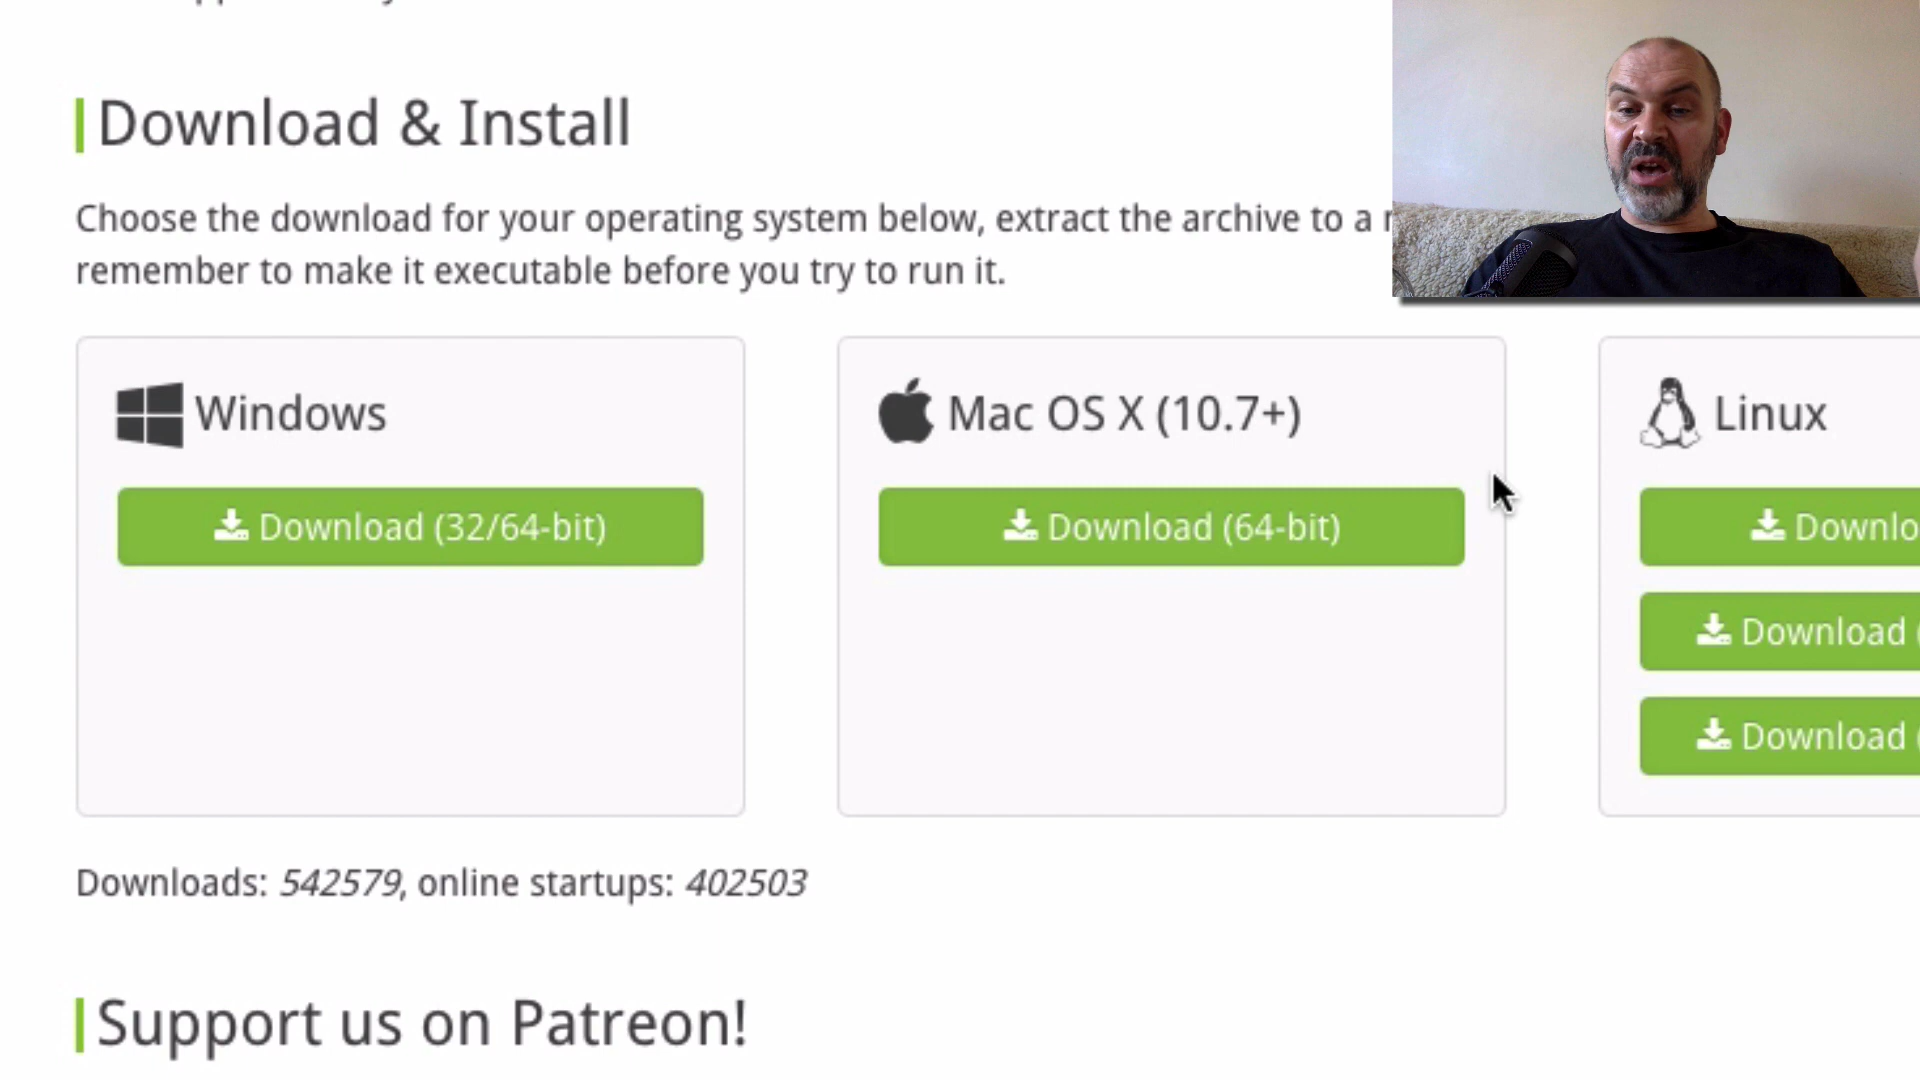 Download & Install
Choose the download for your operating system below, extract the archive to a
remember to make it executable before you try to run it.
Windows
Mac OS X (10.7+)
Linux
Download (32/64-bit)
Download (64-bit)
Downlo
Download (
Download (
Downloads: 542579, online startups: 402503
Support us on Patreon!